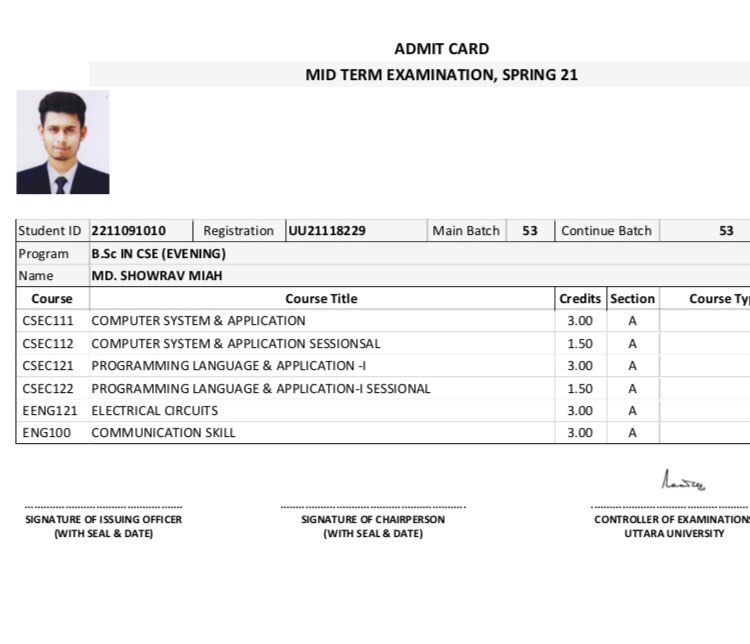 ADMIT CARD
MID TERM EXAMINATION, SPRING 21
Student ID 2211091010 Registration UU21118229 Main Batch 53 Continue Batch 53
Program B.Sc IN CSE (EVENING)
Name MD. SHOWRAV MIAH
Course Course Title Credits Section Course Typ
CSEC111 COMPUTER SYSTEM & APPLICATION 3.00 A
CSEC112 COMPUTER SYSTEM & APPLICATION SESSIONSAL 1.50 A
CSEC121 PROGRAMMING LANGUAGE & APPLICATION -I 3.00 A
CSEC122 PROGRAMMING LANGUAGE & APPLICATION-I SESSIONAL 1.50 A
EENG121 ELECTRICAL CIRCUITS 3.00 A
ENG100 COMMUNICATION SKILL 3.00 A
SIGNATURE OF ISSUING OFFICER SIGNATURE OF CHAIRPERSON CONTROLLER OF EXAMINATIONS
(WITH SEAL & DATE) (WITH SEAL & DATE) UTTARA UNIVERSITY